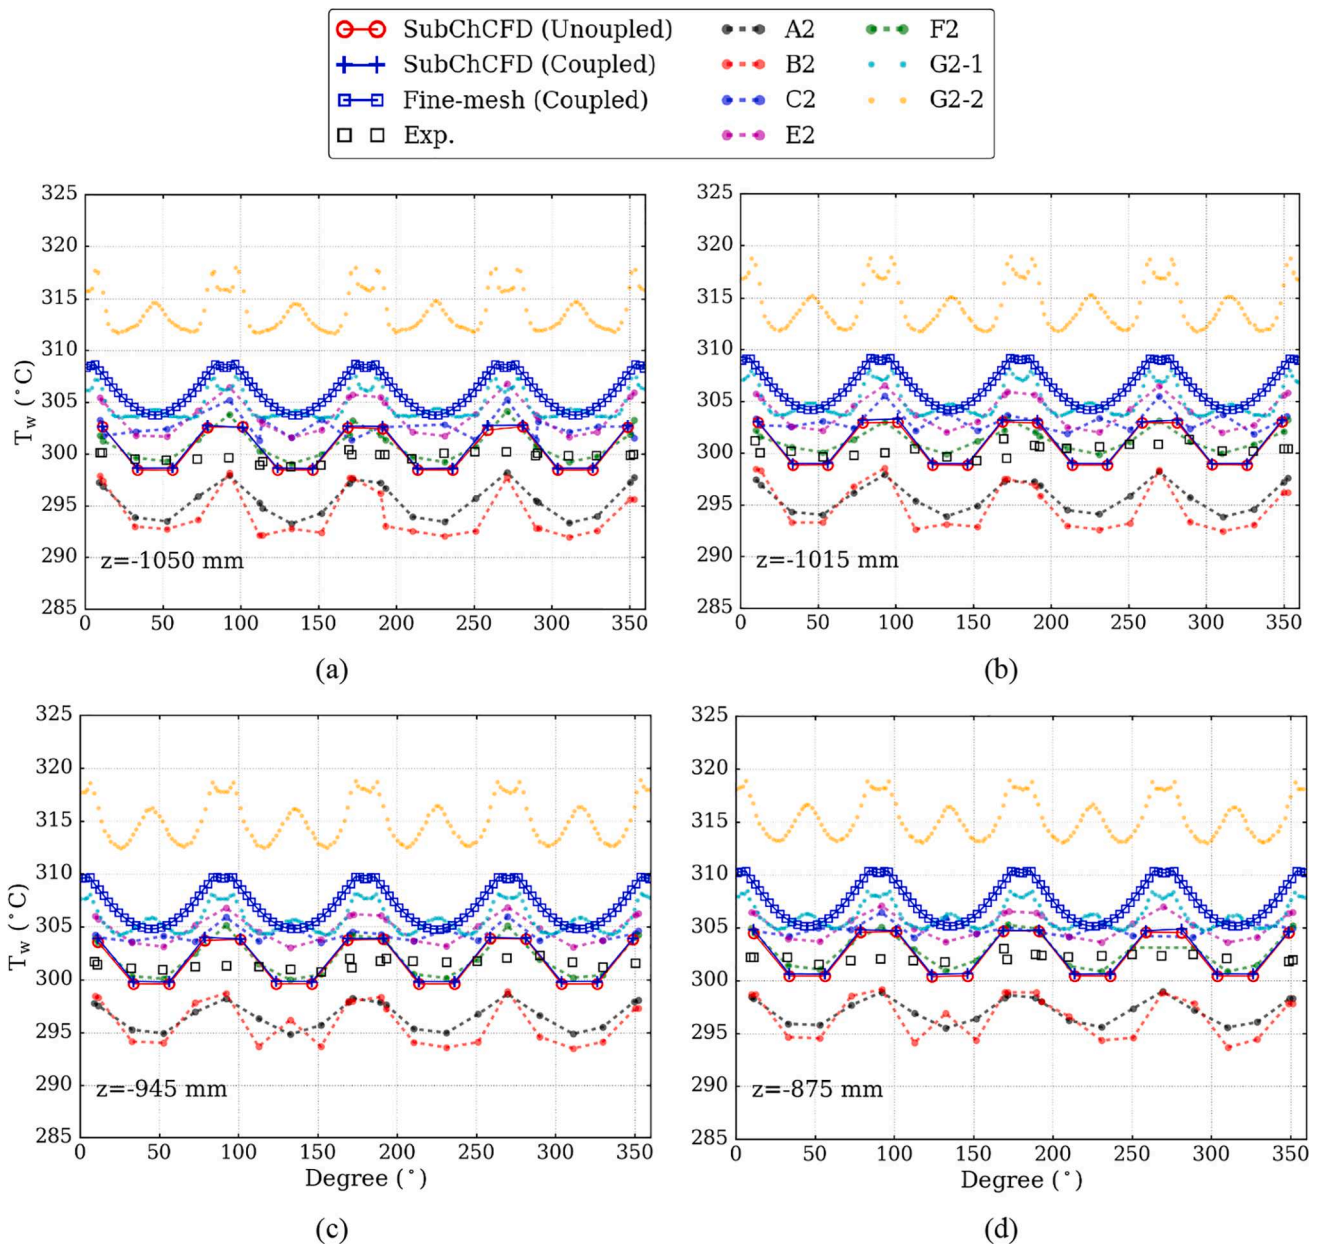 SubChCFD (Unoupled) A2 F2
SubChCFD (Coupled) B2 G2-1
Fine-mesh (Coupled) C2 G2-2
Exp. E2
325
320
315
310
305
300
295
290
285
T_w (°C)
z=-1050 mm
0 50 100 150 200 250 300 350
(a)
325
320
315
310
305
300
295
290
285
z=-1015 mm
0 50 100 150 200 250 300 350
(b)
325
320
315
310
305
300
295
290
285
T_w (°C)
z=-945 mm
0 50 100 150 200 250 300 350
Degree (°)
(c)
325
320
315
310
305
300
295
290
285
z=-875 mm
0 50 100 150 200 250 300 350
Degree (°)
(d)